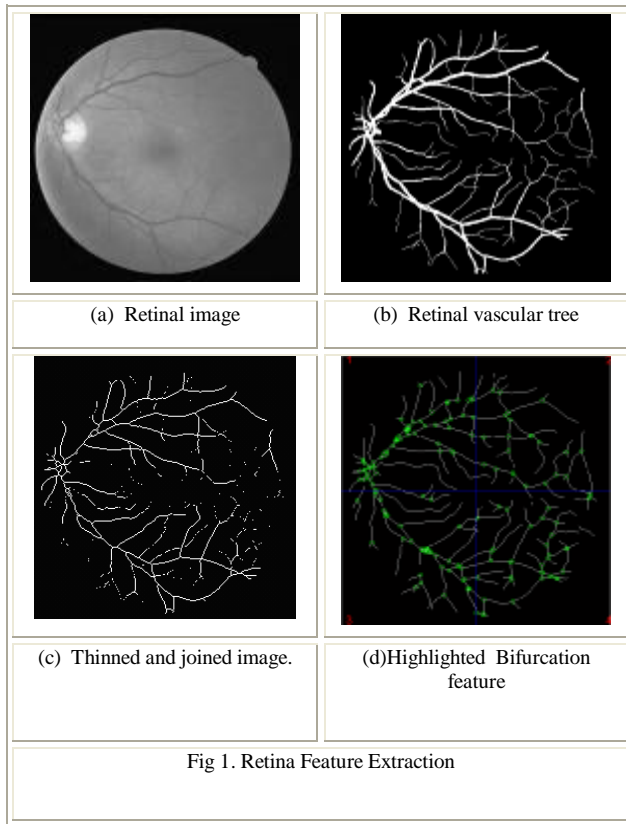 (a) Retinal image
(b) Retinal vascular tree
(c) Thinned and joined image.
(d)Highlighted Bifurcation
feature
Fig 1. Retina Feature Extraction